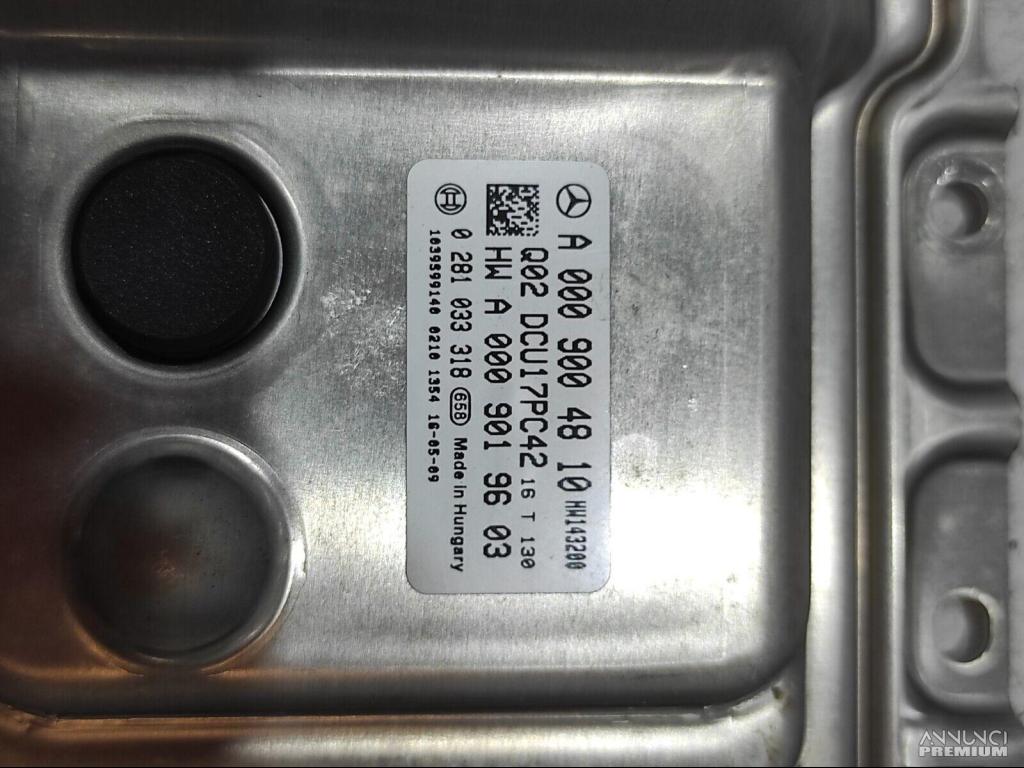 A 000 900 48 10 HW143200
Q02 DCU17PC42 16 T 130
HW A 000 901 96 03
0 281 033 318 658 Made in Hungary
1039S99140 0210 1354 16-05-09
ANNUNCI
PREMIUM